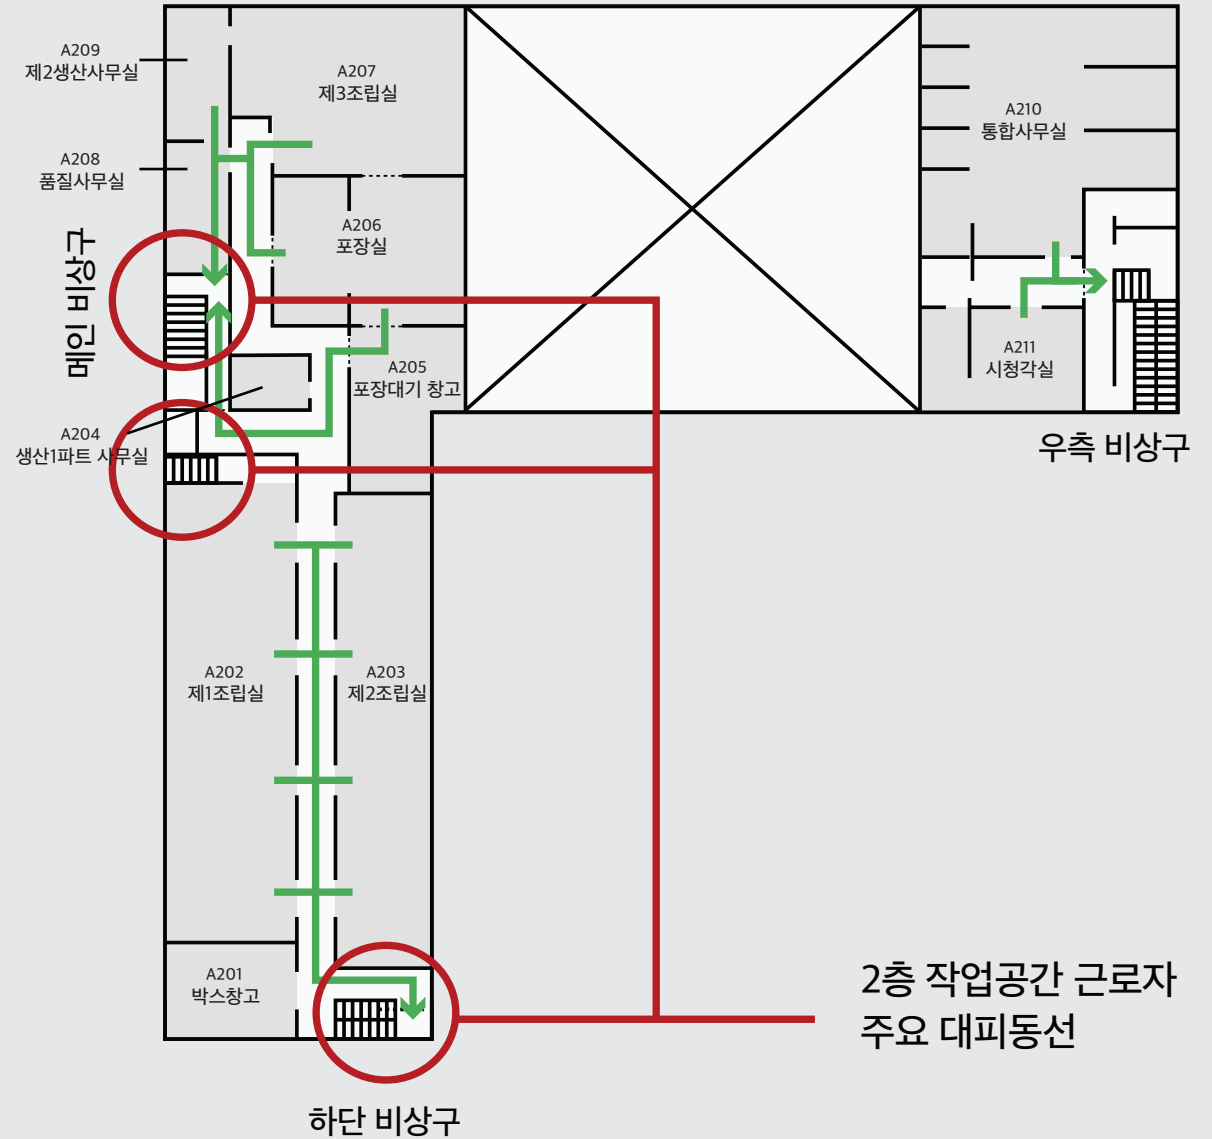 A209
제2생산사무실
A207
제3조립실
A210
통합사무실
A208
품질사무실
A206
포장실
메인 비상구
A205
포장대기 창고
A211
시청각실
A204
생산1파트 사무실
우측 비상구
A202
제1조립실
A203
제2조립실
A201
박스창고
2층 작업공간 근로자
주요 대피동선
하단 비상구